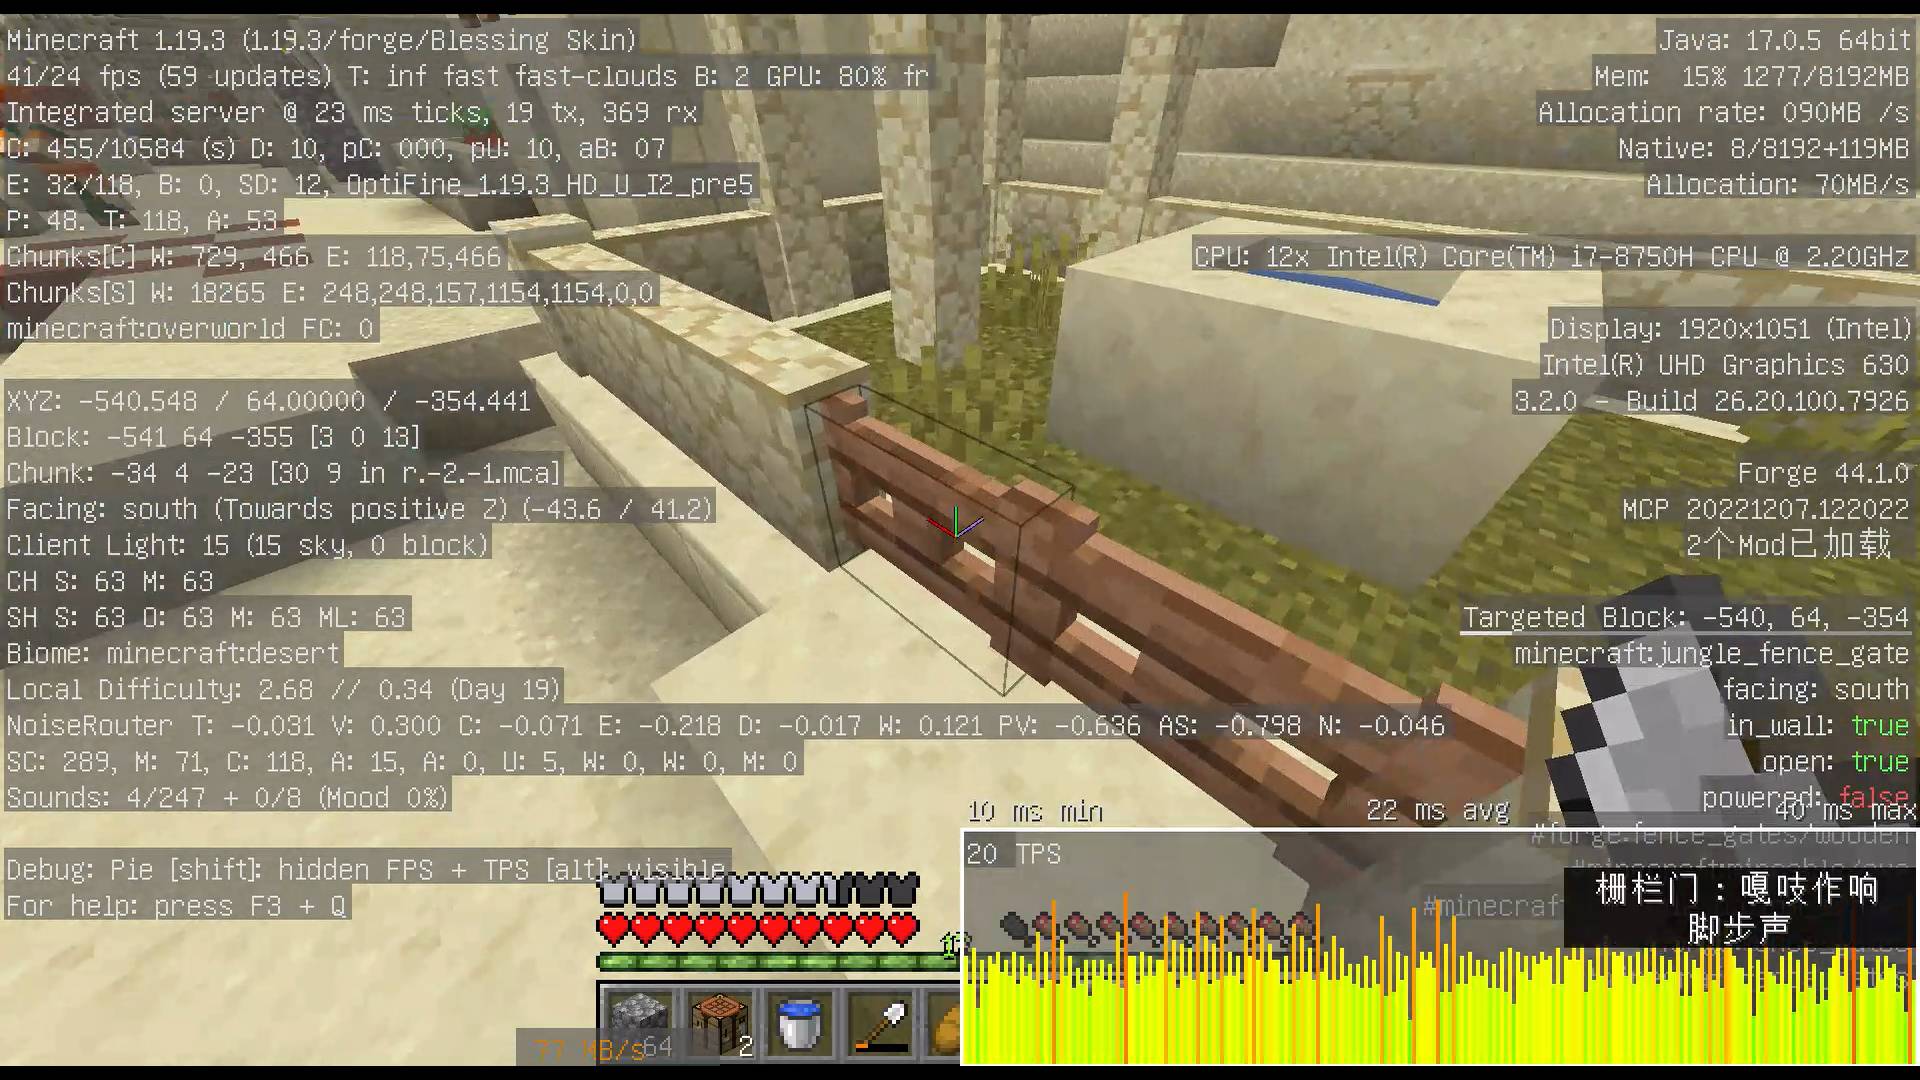 Minecraft 1.19.3 (1.19.3/forge/Blessing Skin)
41/24 fps (59 updates) T: inf fast fast-clouds B: 2 GPU: 80% fr
Integrated server @ 23 ms ticks, 19 tx, 369 rx
C: 455/10584 (s) D: 10, pC: 000, pU: 10, aB: 07
E: 32/118, B: 0, SD: 12, OptiFine_1.19.3_HD_U_I2_pre5
P: 48. T: 118, A: 53
Chunks[C] W: 729, 466 E: 118,75,466
Chunks[S] W: 18265 E: 248,248,157,1154,1154,0,0
minecraft:overworld FC: 0
XYZ: -540.548 / 64.00000 / -354.441
Block: -541 64 -355 [3 0 13]
Chunk: -34 4 -23 [30 9 in r.-2.-1.mca]
Facing: south (Towards positive Z) (-43.6 / 41.2)
Client Light: 15 (15 sky, 0 block)
CH S: 63 M: 63
SH S: 63 O: 63 M: 63 ML: 63
Biome: minecraft:desert
Local Difficulty: 2.68 // 0.34 (Day 19)
NoiseRouter T: -0.031 V: 0.300 C: -0.071 E: -0.218 D: -0.017 W: 0.121 PV: -0.636 AS: -0.798 N: -0.046
SC: 289, M: 71, C: 118, A: 15, A: 0, U: 5, W: 0, W: 0, M: 0
Sounds: 4/247 + 0/8 (Mood 0%)
Debug: Pie [shift]: hidden FPS + TPS [alt]: visible
For help: press F3 + Q
Java: 17.0.5 64bit
Mem: 15% 1277/8192MB
Allocation rate: 090MB /s
Native: 8/8192+119MB
Allocation: 70MB/s
CPU: 12x Intel(R) Core(TM) i7-8750H CPU @ 2.20GHz
Display: 1920x1051 (Intel)
Intel(R) UHD Graphics 630
3.2.0 - Build 26.20.100.7926
Forge 44.1.0
MCP 20221207.122022
2个Mod已加载
Targeted Block: -540, 64, -354
minecraft:jungle_fence_gate
facing: south
in_wall: true
open: true
powered: false
#forge:fence_gates/wooden
#minecraft:mineable/axe
#minecraf
10 ms min
22 ms avg
40 ms max
20 TPS
栅栏门：嘎吱作响
脚步声
77 MB/s
64
2